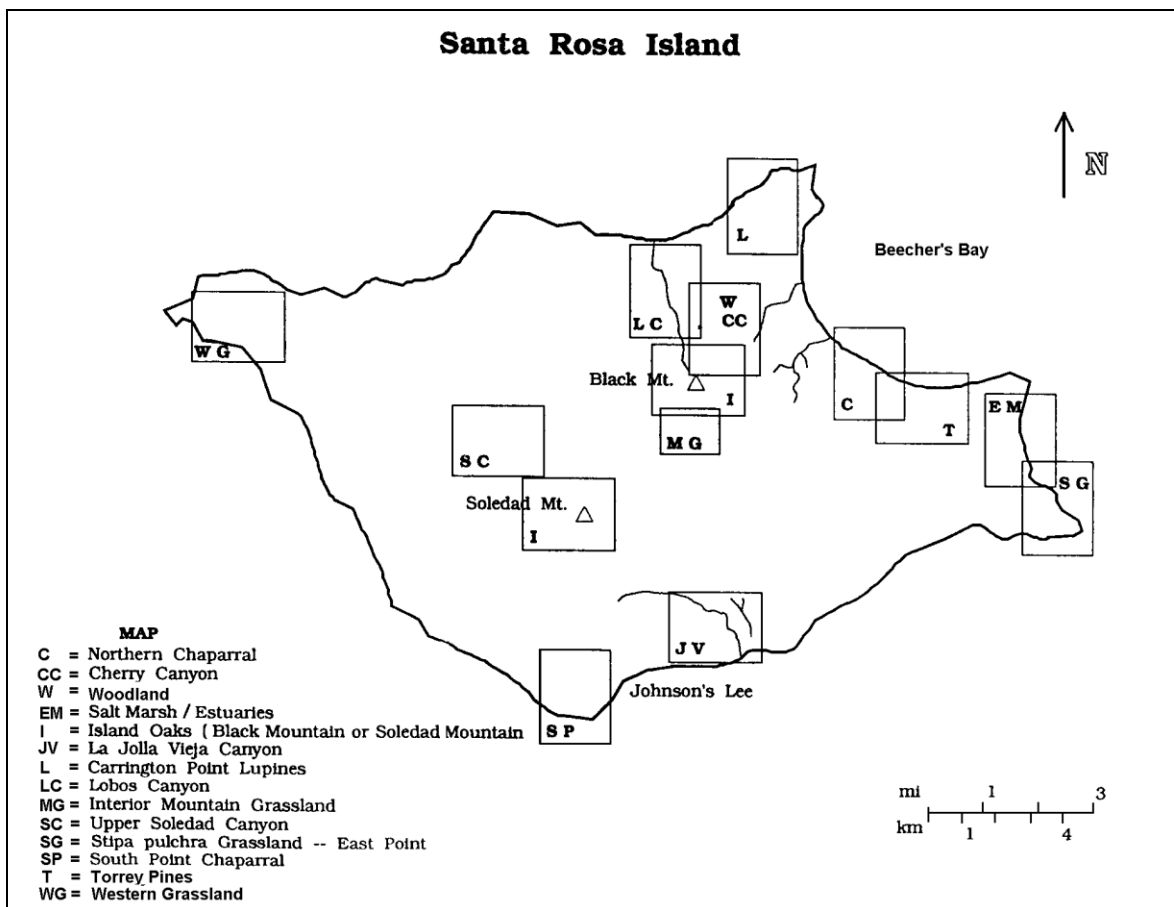 Santa Rosa Island
N
L
Beecher's Bay
W
CC
L C
W G
Black Mt.
I
C
T
E M
M G
S C
S G
Soledad Mt.
I
J V
Johnson's Lee
S P
MAP
C = Northern Chaparral
CC = Cherry Canyon
W = Woodland
EM = Salt Marsh / Estuaries
I = Island Oaks ( Black Mountain or Soledad Mountain
JV = La Jolla Vieja Canyon
L = Carrington Point Lupines
LC = Lobos Canyon
MG = Interior Mountain Grassland
SC = Upper Soledad Canyon
SG = Stipa pulchra Grassland -- East Point
SP = South Point Chaparral
T = Torrey Pines
WG = Western Grassland
mi 1 3
km 1 4